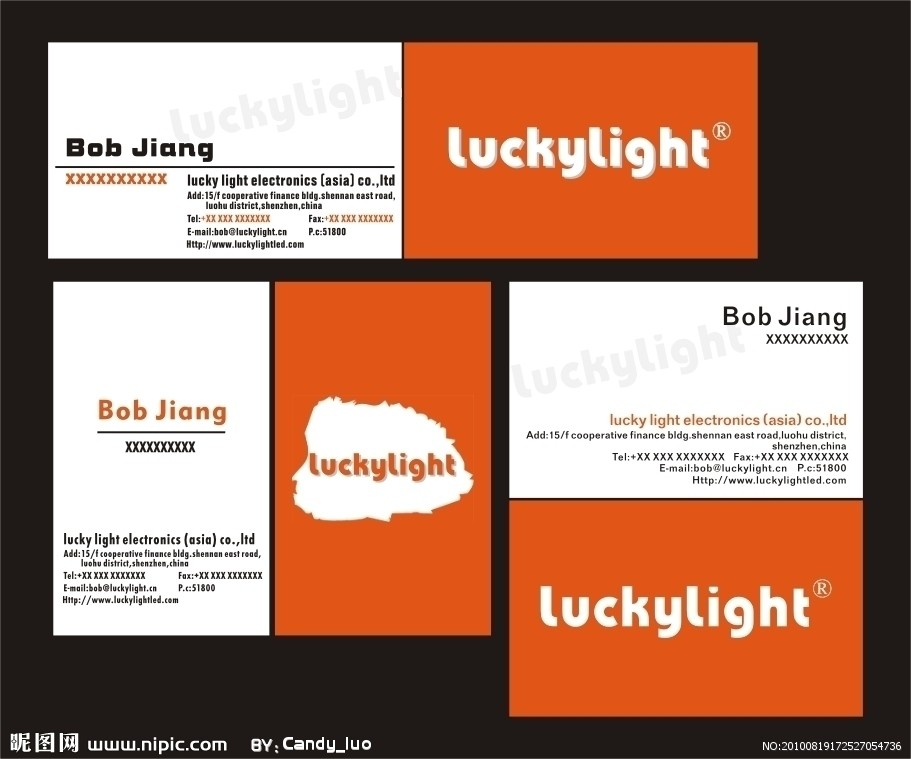 luckylight
Bob Jiang
XXXXXXXXXX
lucky light electronics (asia) co.,ltd
Add:15/f cooperative finance bldg.shennan east road,
luohu district,shenzhen,china
Tel:+XX XXX XXXXXXX Fax:+XX XXX XXXXXXX
E-mail:bob@luckylight.cn P.c:51800
Http://www.luckylightled.com
luckylight®
Bob Jiang
XXXXXXXXXX
lucky light electronics (asia) co.,ltd
Add:15/f cooperative finance bldg.shennan east road,
luohu district,shenzhen,china
Tel:+XX XXX XXXXXXX Fax:+XX XXX XXXXXXX
E-mail:bob@luckylight.cn P.c:51800
Http://www.luckylightled.com
luckylight
luckylight
Bob Jiang
XXXXXXXXXX
lucky light electronics (asia) co.,ltd
Add:15/f cooperative finance bldg.shennan east road,luohu district,
shenzhen,china
Tel:+XX XXX XXXXXXX Fax:+XX XXX XXXXXXX
E-mail:bob@luckylight.cn P.c:51800
Http://www.luckylightled.com
luckylight®
昵图网 www.nipic.com BY:Candy_luo
NO:20100819172527054736